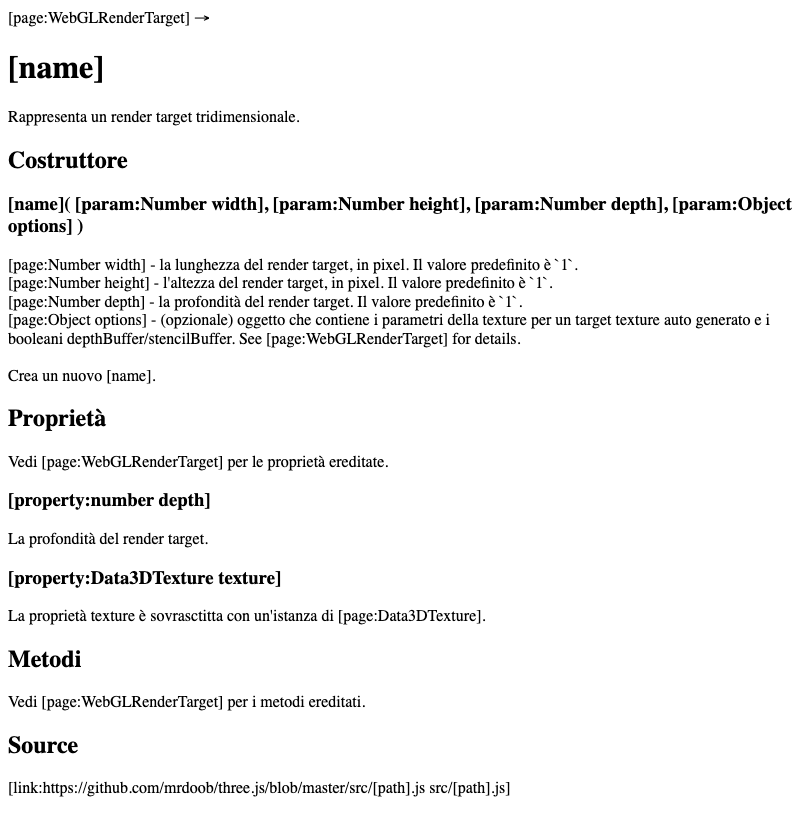 [page:WebGLRenderTarget] →
[name]
Rappresenta un render target tridimensionale.
Costruttore
[name]( [param:Number width], [param:Number height], [param:Number depth], [param:Object
options] )
[page:Number width] - la lunghezza del render target, in pixel. Il valore predefinito è `1`.
[page:Number height] - l'altezza del render target, in pixel. Il valore predefinito è `1`.
[page:Number depth] - la profondità del render target. Il valore predefinito è `1`.
[page:Object options] - (opzionale) oggetto che contiene i parametri della texture per un target texture auto generato e i
booleani depthBuffer/stencilBuffer. See [page:WebGLRenderTarget] for details.
Crea un nuovo [name].
Proprietà
Vedi [page:WebGLRenderTarget] per le proprietà ereditate.
[property:number depth]
La profondità del render target.
[property:Data3DTexture texture]
La proprietà texture è sovrasctitta con un'istanza di [page:Data3DTexture].
Metodi
Vedi [page:WebGLRenderTarget] per i metodi ereditati.
Source
[link:https://github.com/mrdoob/three.js/blob/master/src/[path].js src/[path].js]